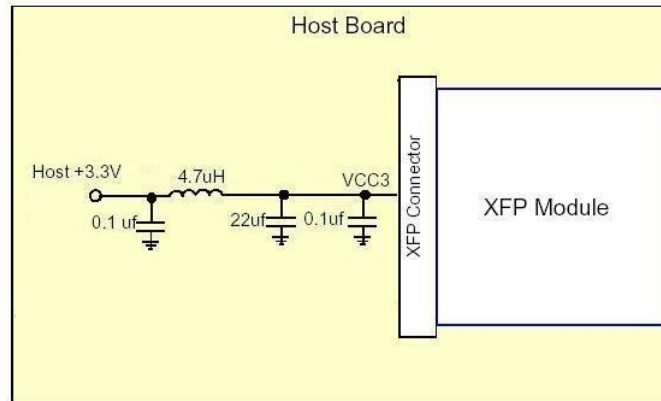 Host Board
Host +3.3V
4.7uH
VCC3
0.1 uf
22uf
0.1uf
XFP Connector
XFP Module